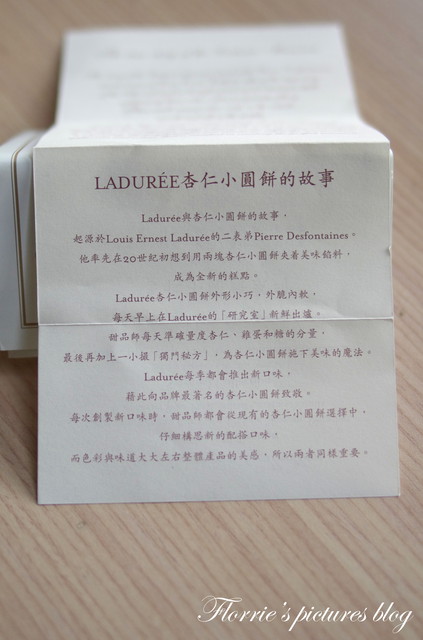 LADURÉE杏仁小圓餅的故事
Ladurée與杏仁小圓餅的故事，
起源於Louis Ernest Ladurée的二表弟Pierre Desfontaines。
他率先在20世紀初想到用兩塊杏仁小圓餅夾着美味餡料，
成為全新的糕點。
Ladurée杏仁小圓餅外形小巧，外脆內軟，
每天早上在Ladurée的「研究室」新鮮出爐。
甜品師每天準確量度杏仁、雞蛋和糖的分量，
最後再加上一小撮「獨門秘方」，為杏仁小圓餅施下美味的魔法。
Ladurée每季都會推出新口味，
藉此向品牌最著名的杏仁小圓餅致敬。
每次創製新口味時，甜品師都會從現有的杏仁小圓餅選擇中，
仔細構思新的配搭口味，
而色彩與味道大大左右整體產品的美感，所以兩者同樣重要。
Florrie's pictures blog